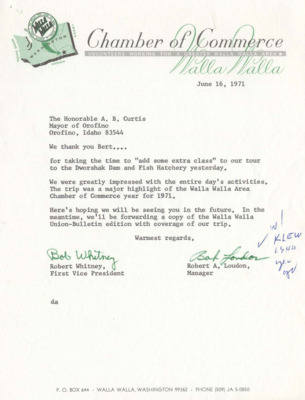 Chamber of Commerce
Walla Walla
June 16, 1971
The Honorable A. B. Curtis
Mayor of Orofino
Orofino, Idaho 83544
We thank you Bert....
for taking the time to "add some extra class" to our tour
to the Dworshak Dam and Fish Hatchery yesterday.
We were greatly impressed with the entire day's activities.
The trip was a major highlight of the Walla Walla Area
Chamber of Commerce year for 1971.
Here's hoping we will be seeing you in the future. In the
meantime, we'll be forwarding a copy of the Walla Walla
Union-Bulletin edition with coverage of our trip.
Warmest regards,
Bob Whitney
Bob Loudon
Robert Whitney,
First Vice President
Robert A. Loudon,
Manager
da
P. O. BOX 644 - WALLA WALLA, WASHINGTON 99362 - PHONE (509) JA 5-0850